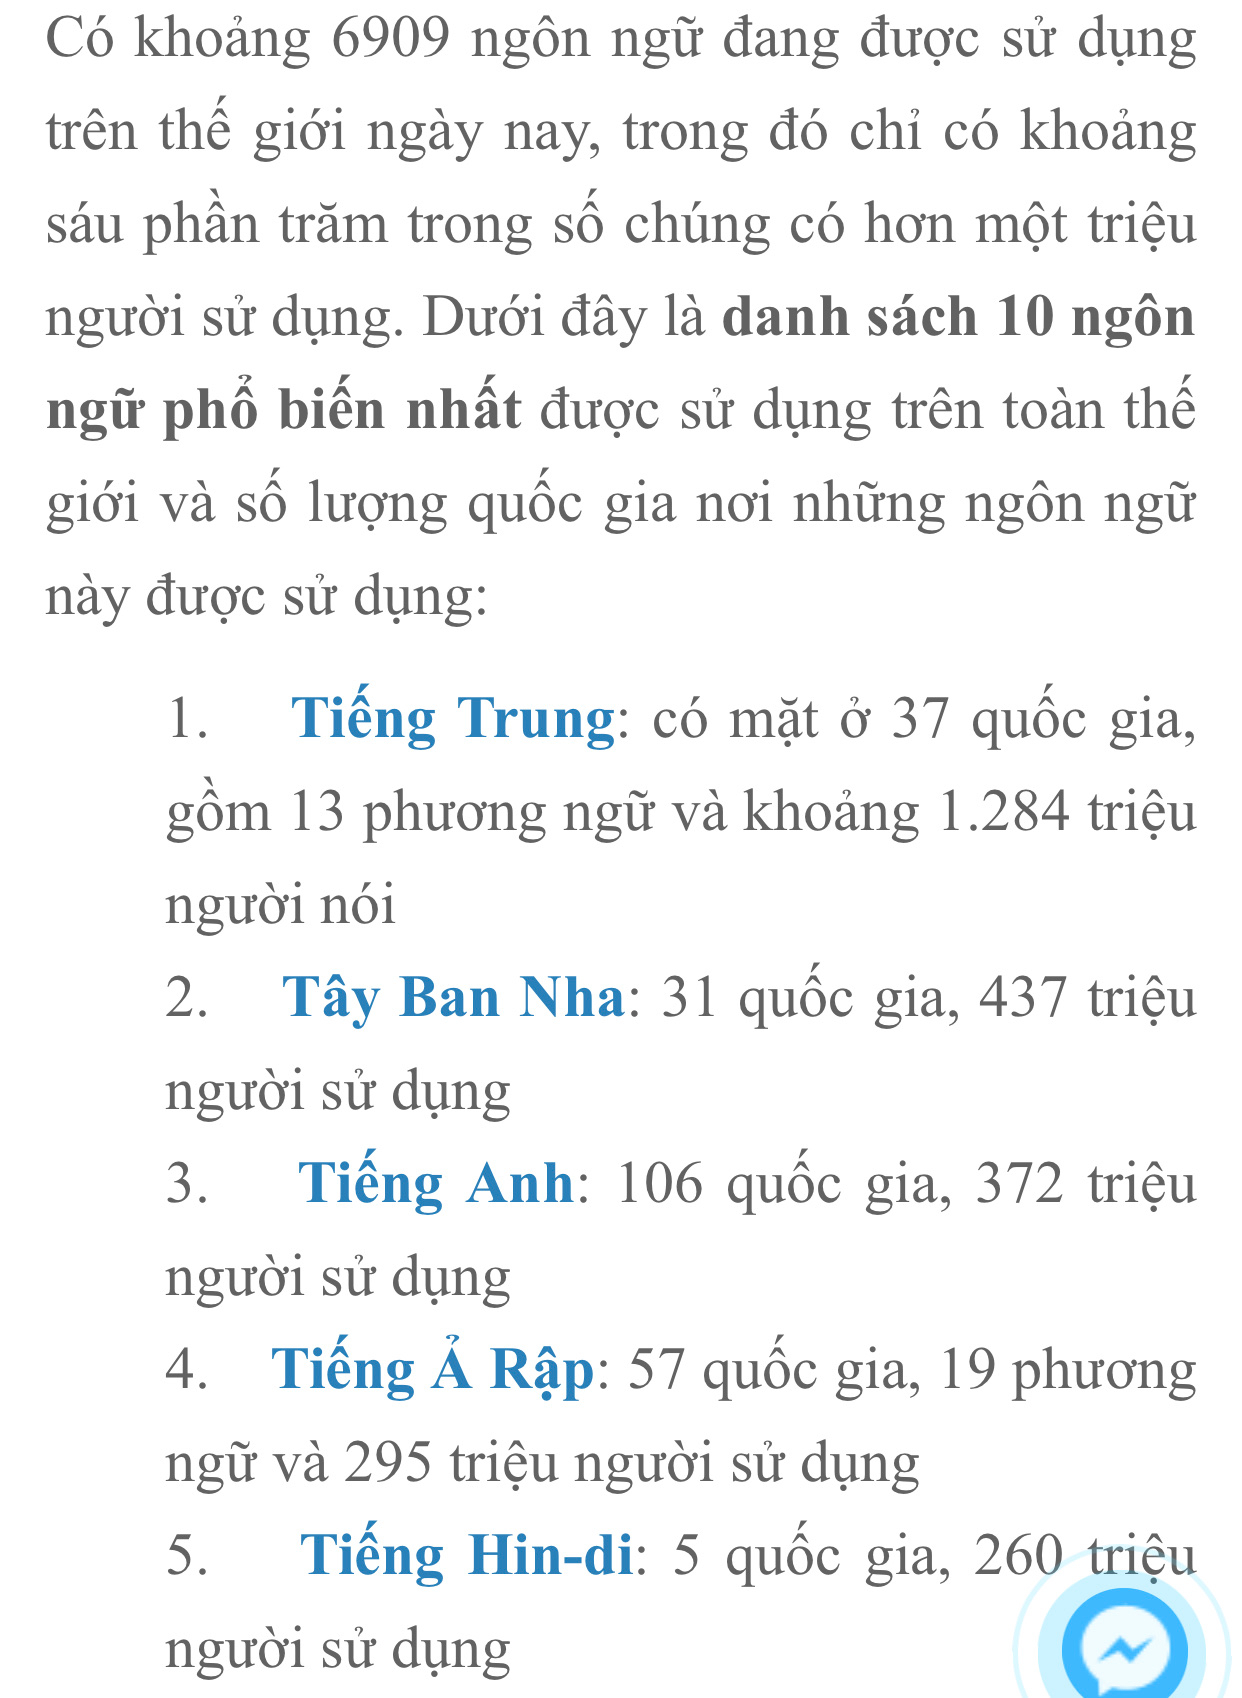 Có khoảng 6909 ngôn ngữ đang được sử dụng
trên thế giới ngày nay, trong đó chỉ có khoảng
sáu phần trăm trong số chúng có hơn một triệu
người sử dụng. Dưới đây là danh sách 10 ngôn
ngữ phổ biến nhất được sử dụng trên toàn thế
giới và số lượng quốc gia nơi những ngôn ngữ
này được sử dụng:
1. Tiếng Trung: có mặt ở 37 quốc gia,
gồm 13 phương ngữ và khoảng 1.284 triệu
người nói
2. Tây Ban Nha: 31 quốc gia, 437 triệu
người sử dụng
3. Tiếng Anh: 106 quốc gia, 372 triệu
người sử dụng
4. Tiếng Ả Rập: 57 quốc gia, 19 phương
ngữ và 295 triệu người sử dụng
5. Tiếng Hin-di: 5 quốc gia, 260 triệu
người sử dụng